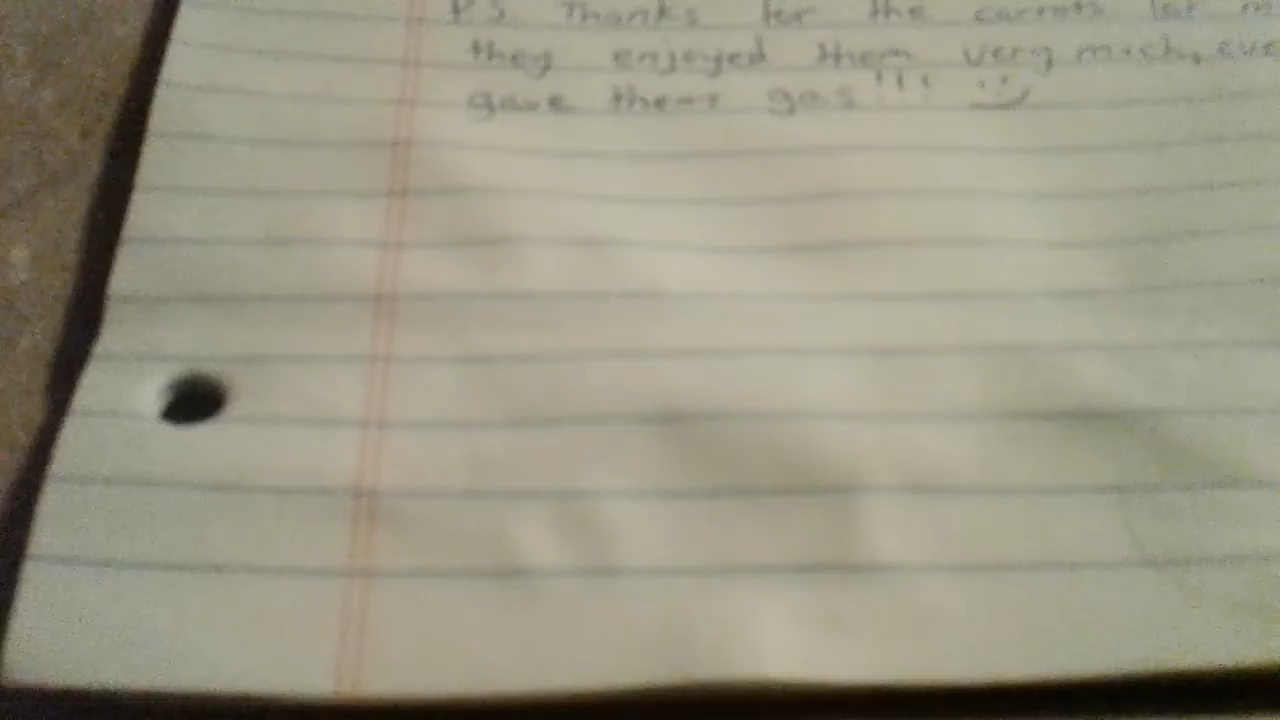 P.S. Thanks for the carrots
they enjoyed them very much,
gave them gas!!! :)